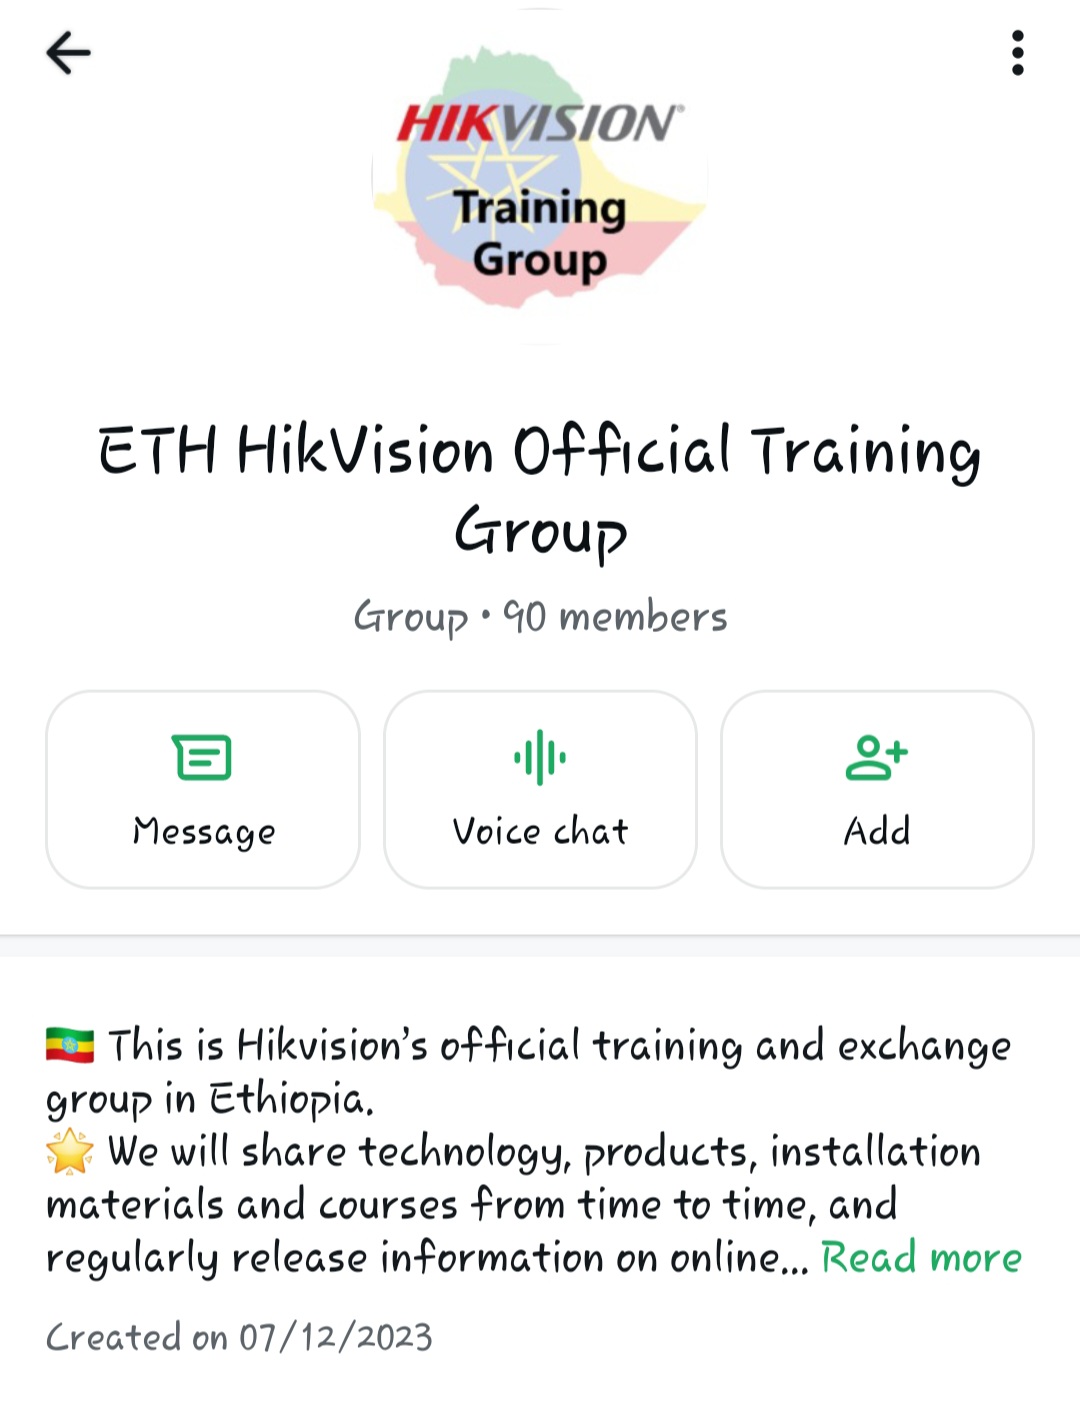 HIKVISION®
Training
Group
ETH HikVision Official Training
Group
Group • 90 members
Message
Voice chat
Add
🇪🇹 This is Hikvision's official training and exchange
group in Ethiopia.
🌟 We will share technology, products, installation
materials and courses from time to time, and
regularly release information on online... Read more
Created on 07/12/2023